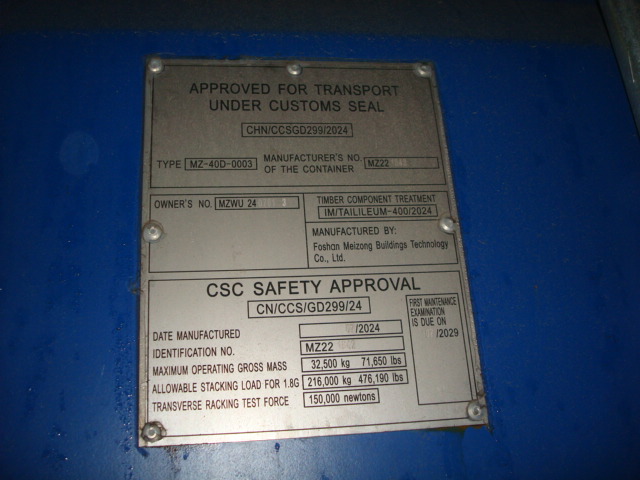 APPROVED FOR TRANSPORT
UNDER CUSTOMS SEAL
CHN/CCSGD299/2024
TYPE MZ-40D-0003 MANUFACTURER'S NO. OF THE CONTAINER MZ22
OWNER'S NO. MZWU 24
TIMBER COMPONENT TREATMENT
IM/TAILILEUM-400/2024
MANUFACTURED BY:
Foshan Meizong Buildings Technology
Co., Ltd.
CSC SAFETY APPROVAL
CN/CCS/GD299/24
DATE MANUFACTURED /2024
IDENTIFICATION NO. MZ22
MAXIMUM OPERATING GROSS MASS 32,500 kg 71,650 lbs
ALLOWABLE STACKING LOAD FOR 1.8G 216,000 kg 476,190 lbs
TRANSVERSE RACKING TEST FORCE 150,000 newtons
FIRST MAINTENANCE
EXAMINATION
IS DUE ON
/2029